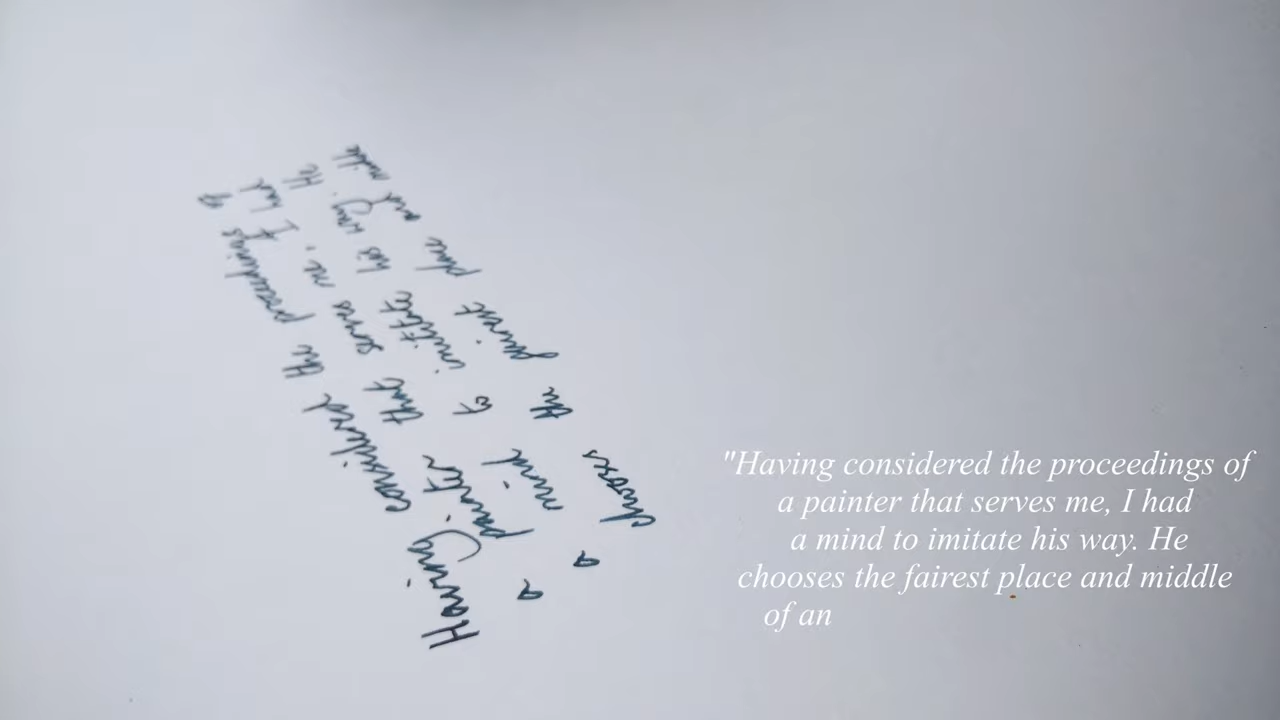 Having considered the proceedings of
a painter that serves me, I had
a mind to imitate his way. He
chooses the fairest place and
"Having considered the proceedings of
a painter that serves me, I had
a mind to imitate his way. He
chooses the fairest place and middle
of an